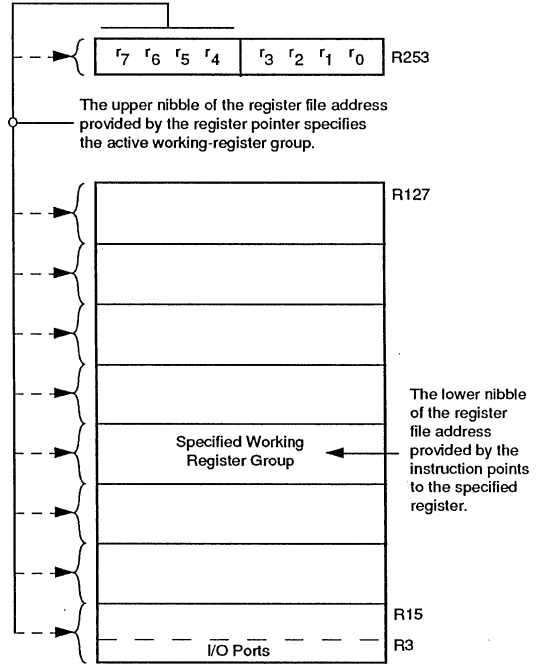 r7 r6 r5 r4 r3 r2 r1 r0 R253
The upper nibble of the register file address
provided by the register pointer specifies
the active working-register group.
R127
Specified Working
Register Group
The lower nibble
of the register
file address
provided by the
instruction points
to the specified
register.
R15
R3
I/O Ports